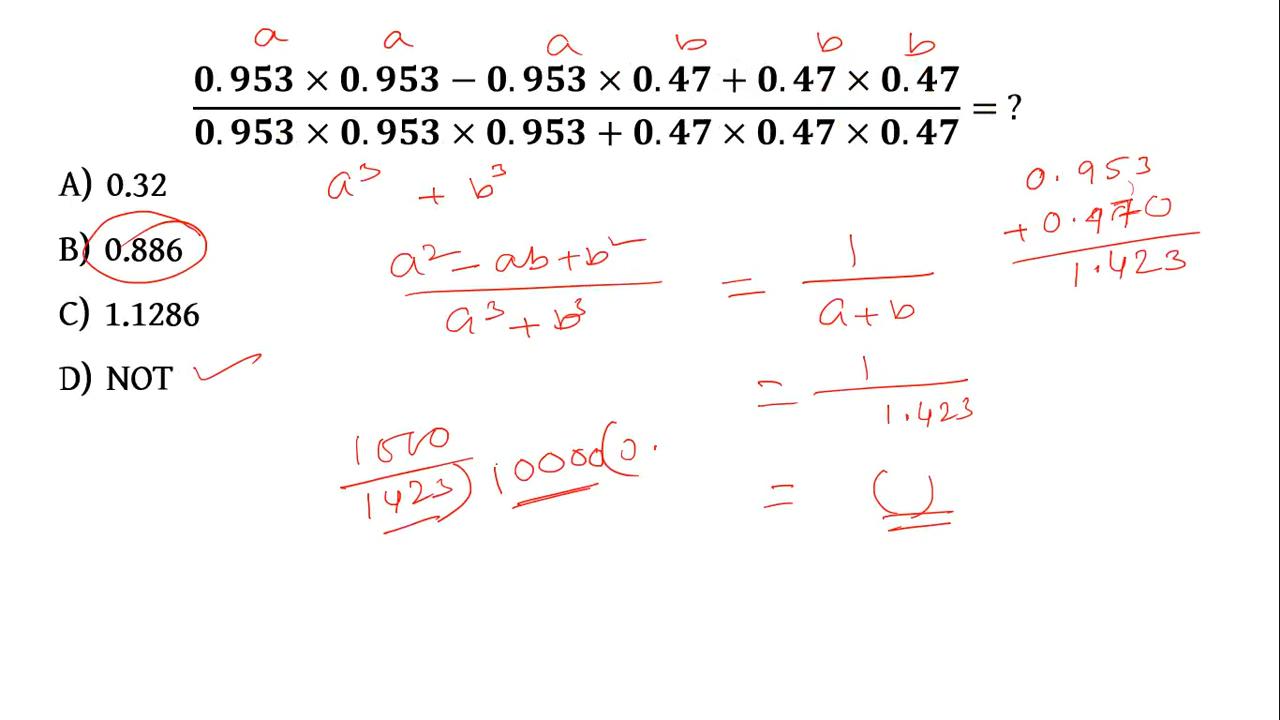 a a a b b b
0.953 × 0.953 − 0.953 × 0.47 + 0.47 × 0.47
0.953 × 0.953 × 0.953 + 0.47 × 0.47 × 0.47
= ?
A) 0.32
B) 0.886
C) 1.1286
D) NOT
a³ + b³
a² − ab + b²
a³ + b³
= 1
a + b
0.953
+ 0.470
1.423
= 1
1.423
1000
1423) 10000(0.
= ( )